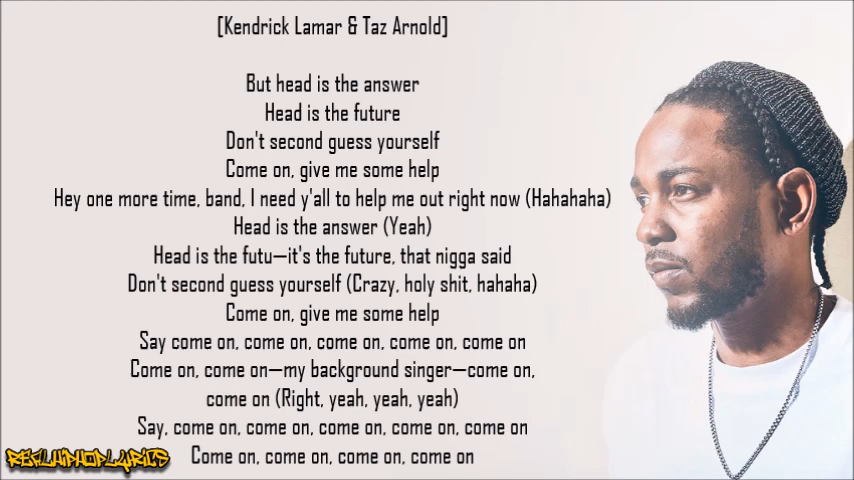 [Kendrick Lamar & Taz Arnold]
But head is the answer
Head is the future
Don't second guess yourself
Come on, give me some help
Hey one more time, band, I need y'all to help me out right now (Hahahaha)
Head is the answer (Yeah)
Head is the futu—it's the future, that nigga said
Don't second guess yourself (Crazy, holy shit, hahaha)
Come on, give me some help
Say come on, come on, come on, come on, come on
Come on, come on—my background singer—come on,
come on (Right, yeah, yeah, yeah)
Say, come on, come on, come on, come on, come on
Come on, come on, come on, come on
REALHIPHOPLYRICS